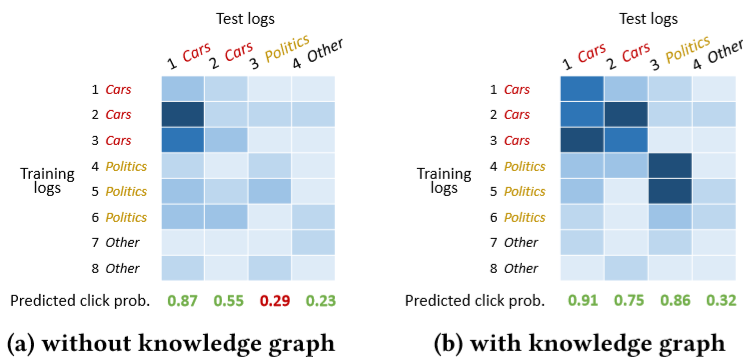 Test logs
1 Cars 2 Cars 3 Politics 4 Other
1 Cars
2 Cars
3 Cars
4 Politics
5 Politics
6 Politics
7 Other
8 Other
Training
logs
Predicted click prob. 0.87 0.55 0.29 0.23
(a) without knowledge graph
Test logs
1 Cars 2 Cars 3 Politics 4 Other
1 Cars
2 Cars
3 Cars
4 Politics
5 Politics
6 Politics
7 Other
8 Other
Training
logs
Predicted click prob. 0.91 0.75 0.86 0.32
(b) with knowledge graph